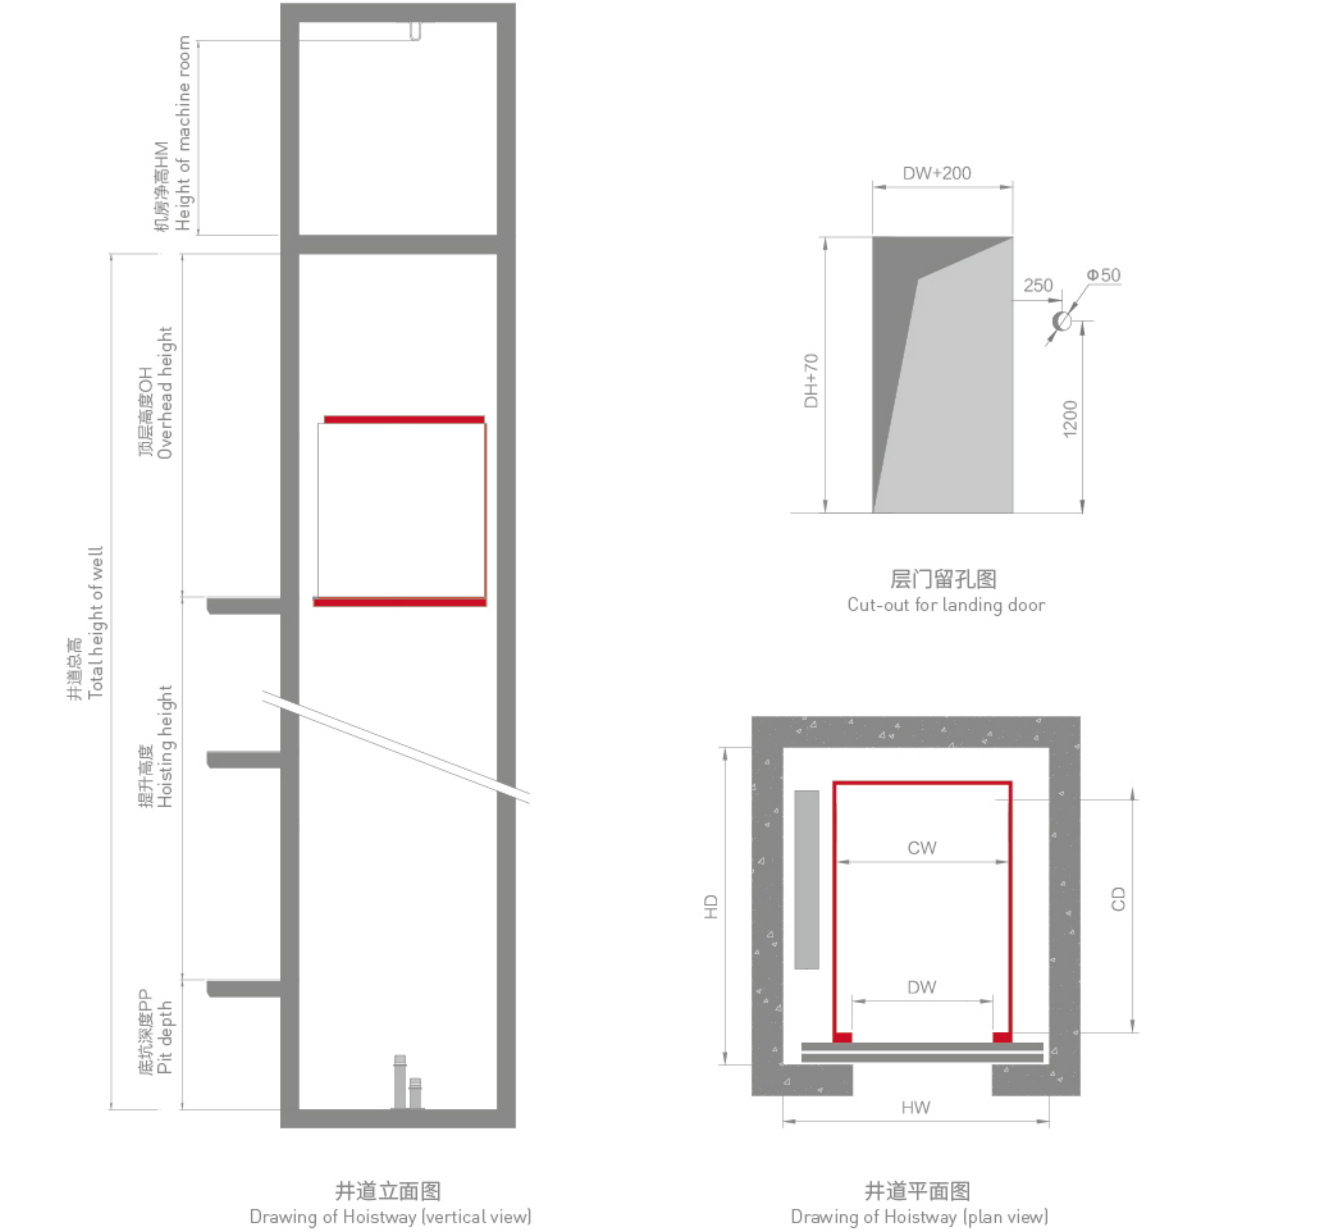 机房净高HM
Height of machine room
顶层高度OH
Overhead height
井道总高
Total height of well
提升高度
Hoisting height
底坑深度PP
Pit depth
井道立面图
Drawing of Hoistway (vertical view)
DW+200
250
Φ50
DH+70
1200
层门留孔图
Cut-out for landing door
CW
HD
CD
DW
HW
井道平面图
Drawing of Hoistway (plan view)